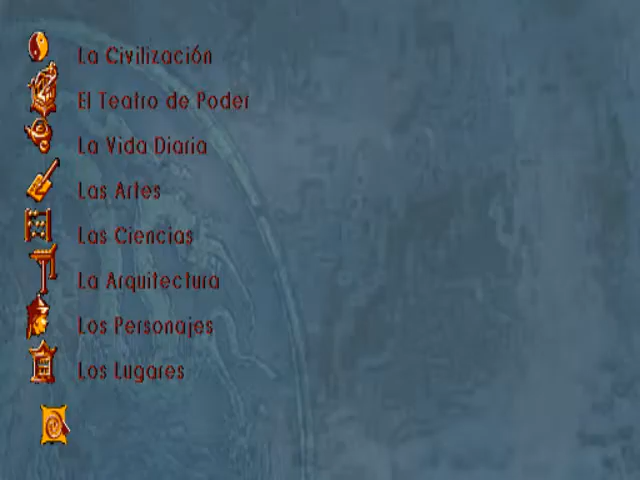 La Civilización
El Teatro de Poder
La Vida Diaria
Las Artes
Las Ciencias
La Arquitectura
Los Personajes
Los Lugares